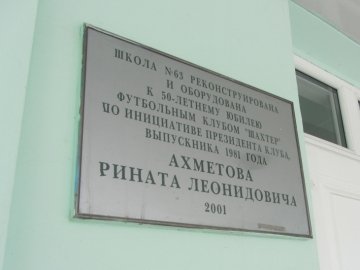 ШКОЛА №63 РЕКОНСТРУИРОВАНА
И ОБОРУДОВАНА
К 50-ЛЕТНЕМУ ЮБИЛЕЮ
ФУТБОЛЬНЫМ КЛУБОМ "ШАХТЕР"
ПО ИНИЦИАТИВЕ ПРЕЗИДЕНТА КЛУБА,
ВЫПУСКНИКА 1981 ГОДА
АХМЕТОВА
РИНАТА ЛЕОНИДОВИЧА
2001